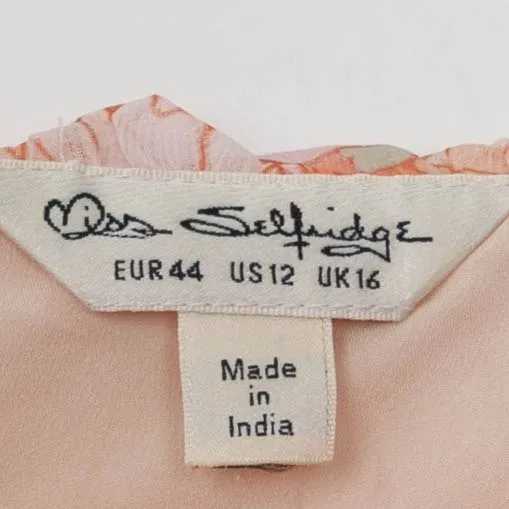 Miss Selfridge
EUR 44 US 12 UK 16
Made
in
India